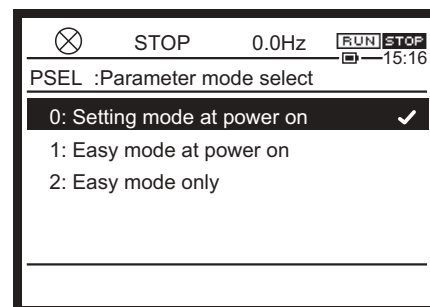 STOP 0.0Hz RUN STOP
15:16
PSEL :Parameter mode select
0: Setting mode at power on
1: Easy mode at power on
2: Easy mode only